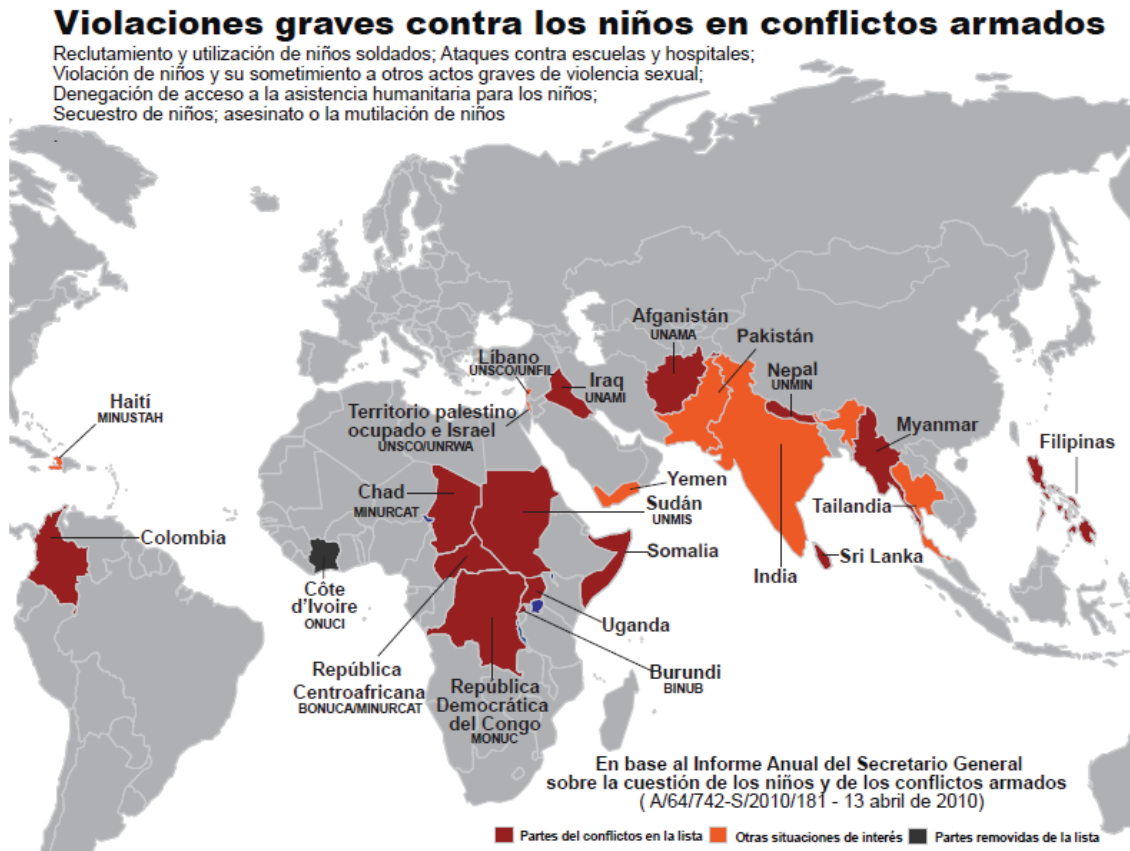 Violaciones graves contra los niños en conflictos armados
Reclutamiento y utilización de niños soldados; Ataques contra escuelas y hospitales;
Violación de niños y su sometimiento a otros actos graves de violencia sexual;
Denegación de acceso a la asistencia humanitaria para los niños;
Secuestro de niños; asesinato o la mutilación de niños
Afganistán
UNAMA
Pakistán
Líbano
UNSCO/UNFIL
Iraq
UNAMI
Nepal
UNMIN
Haití
MINUSTAH
Territorio palestino
ocupado e Israel
UNSCO/UNRWA
Myanmar
Filipinas
Chad
MINURCAT
Yemen
Sudán
UNMIS
Tailandia
Colombia
Somalia
Sri Lanka
India
Côte
d'Ivoire
ONUCI
Uganda
República
Centroafricana
BONUCA/MINURCAT
República
Democrática
del Congo
MONUC
Burundi
BINUB
En base al Informe Anual del Secretario General
sobre la cuestión de los niños y de los conflictos armados
( A/64/742-S/2010/181 - 13 abril de 2010)
Partes del conflictos en la lista
Otras situaciones de interés
Partes removidas de la lista